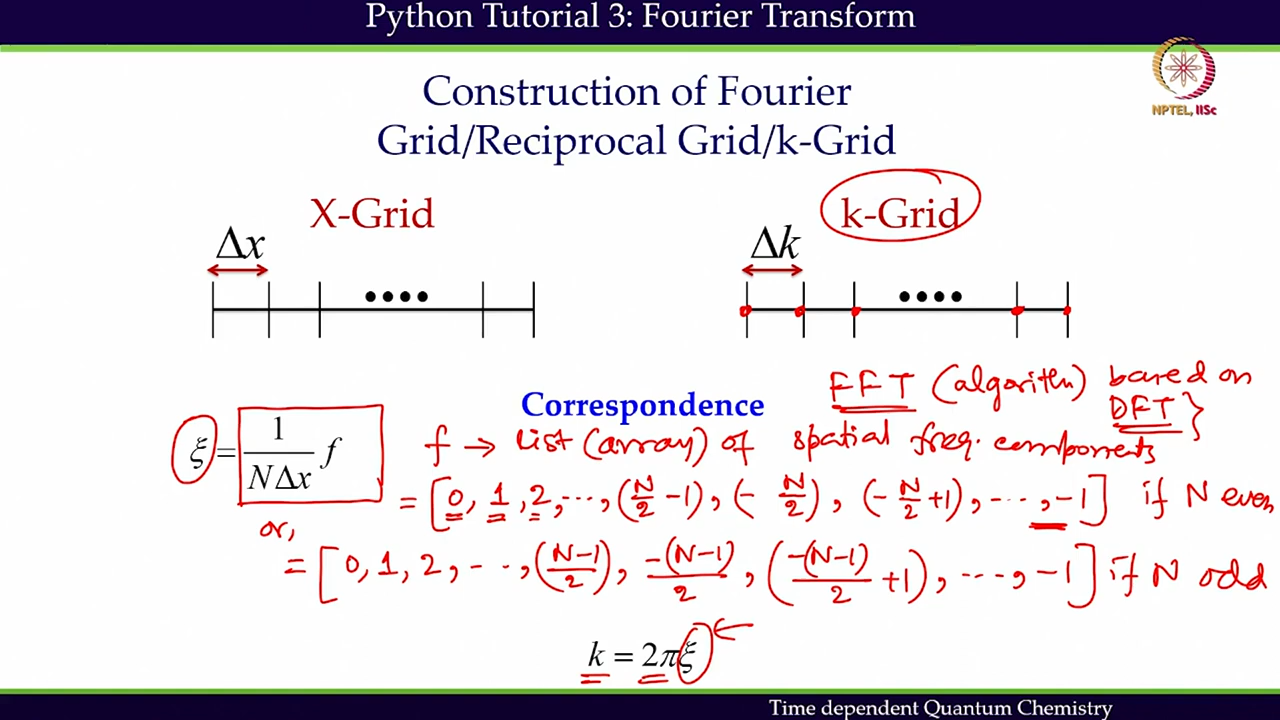 Python Tutorial 3: Fourier Transform
NPTEL, IISc
Construction of Fourier
Grid/Reciprocal Grid/k-Grid
X-Grid
k-Grid
Δx
Δk
••••
••••
FFT (algorithm) based on
DFT }
Correspondence
ξ = 1/(NΔx) f
f → list (array) of spatial freq. components
= [0, 1, 2, ..., (N/2 -1), (- N/2), (- N/2 +1), ..., -1] if N even
or,
= [0, 1, 2, ..., (N-1)/2, -(N-1)/2, (-(N-1)/2 +1), ..., -1] if N odd
k = 2πξ ←
Time dependent Quantum Chemistry